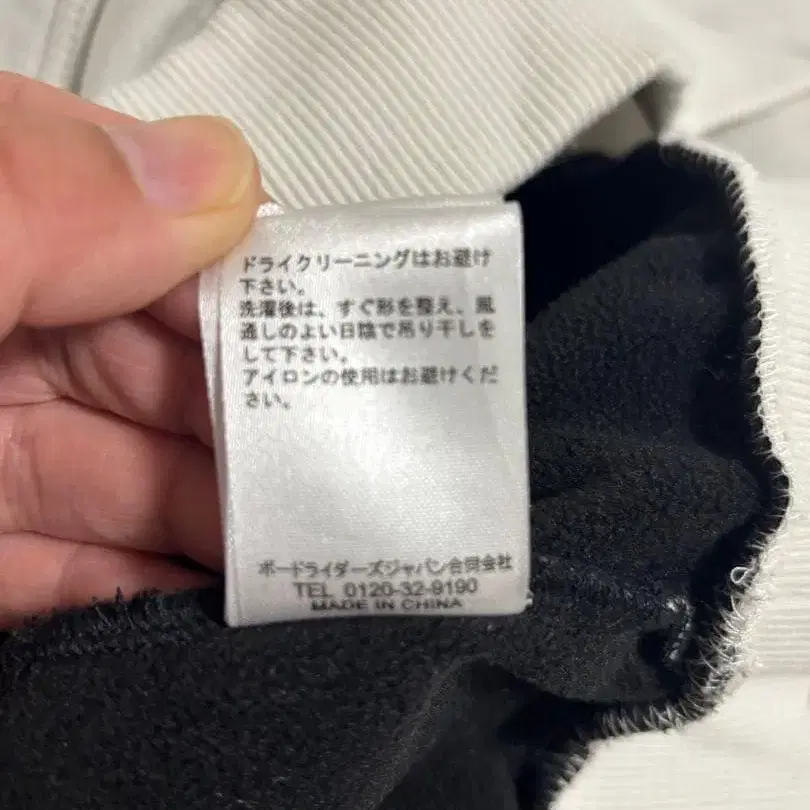 ドライクリーニングはお避け
下さい。
洗濯後は、すぐ形を整え、風
通しのよい日陰で吊り干しを
して下さい。
アイロンの使用はお避けくだ
さい。
ボードライダーズジャパン合同会社
TEL 0120-32-9190
MADE IN CHINA